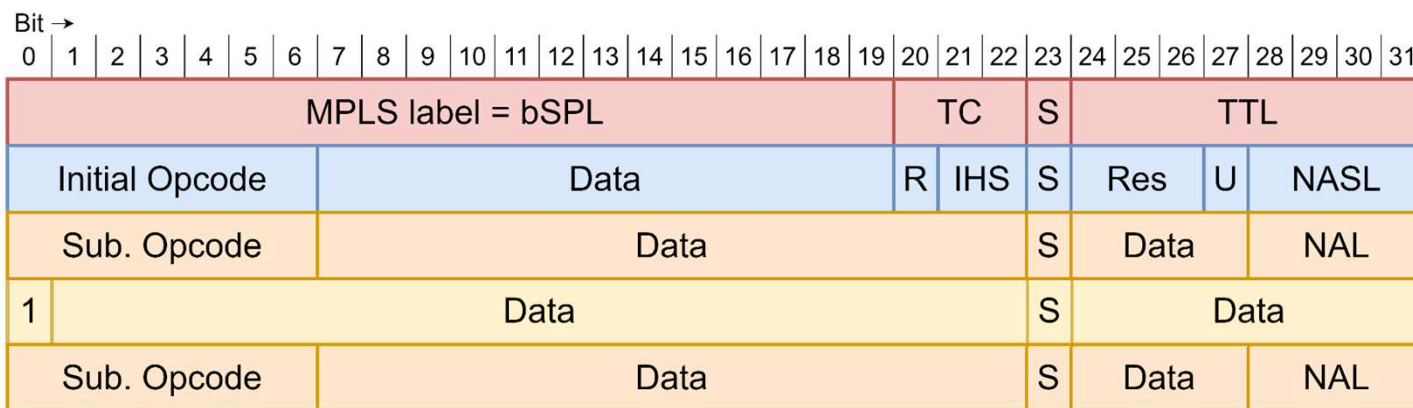 Bit →
0 1 2 3 4 5 6 7 8 9 10 11 12 13 14 15 16 17 18 19 20 21 22 23 24 25 26 27 28 29 30 31
MPLS label = bSPL TC S TTL
Initial Opcode Data R IHS S Res U NASL
Sub. Opcode Data S Data NAL
1 Data S Data
Sub. Opcode Data S Data NAL